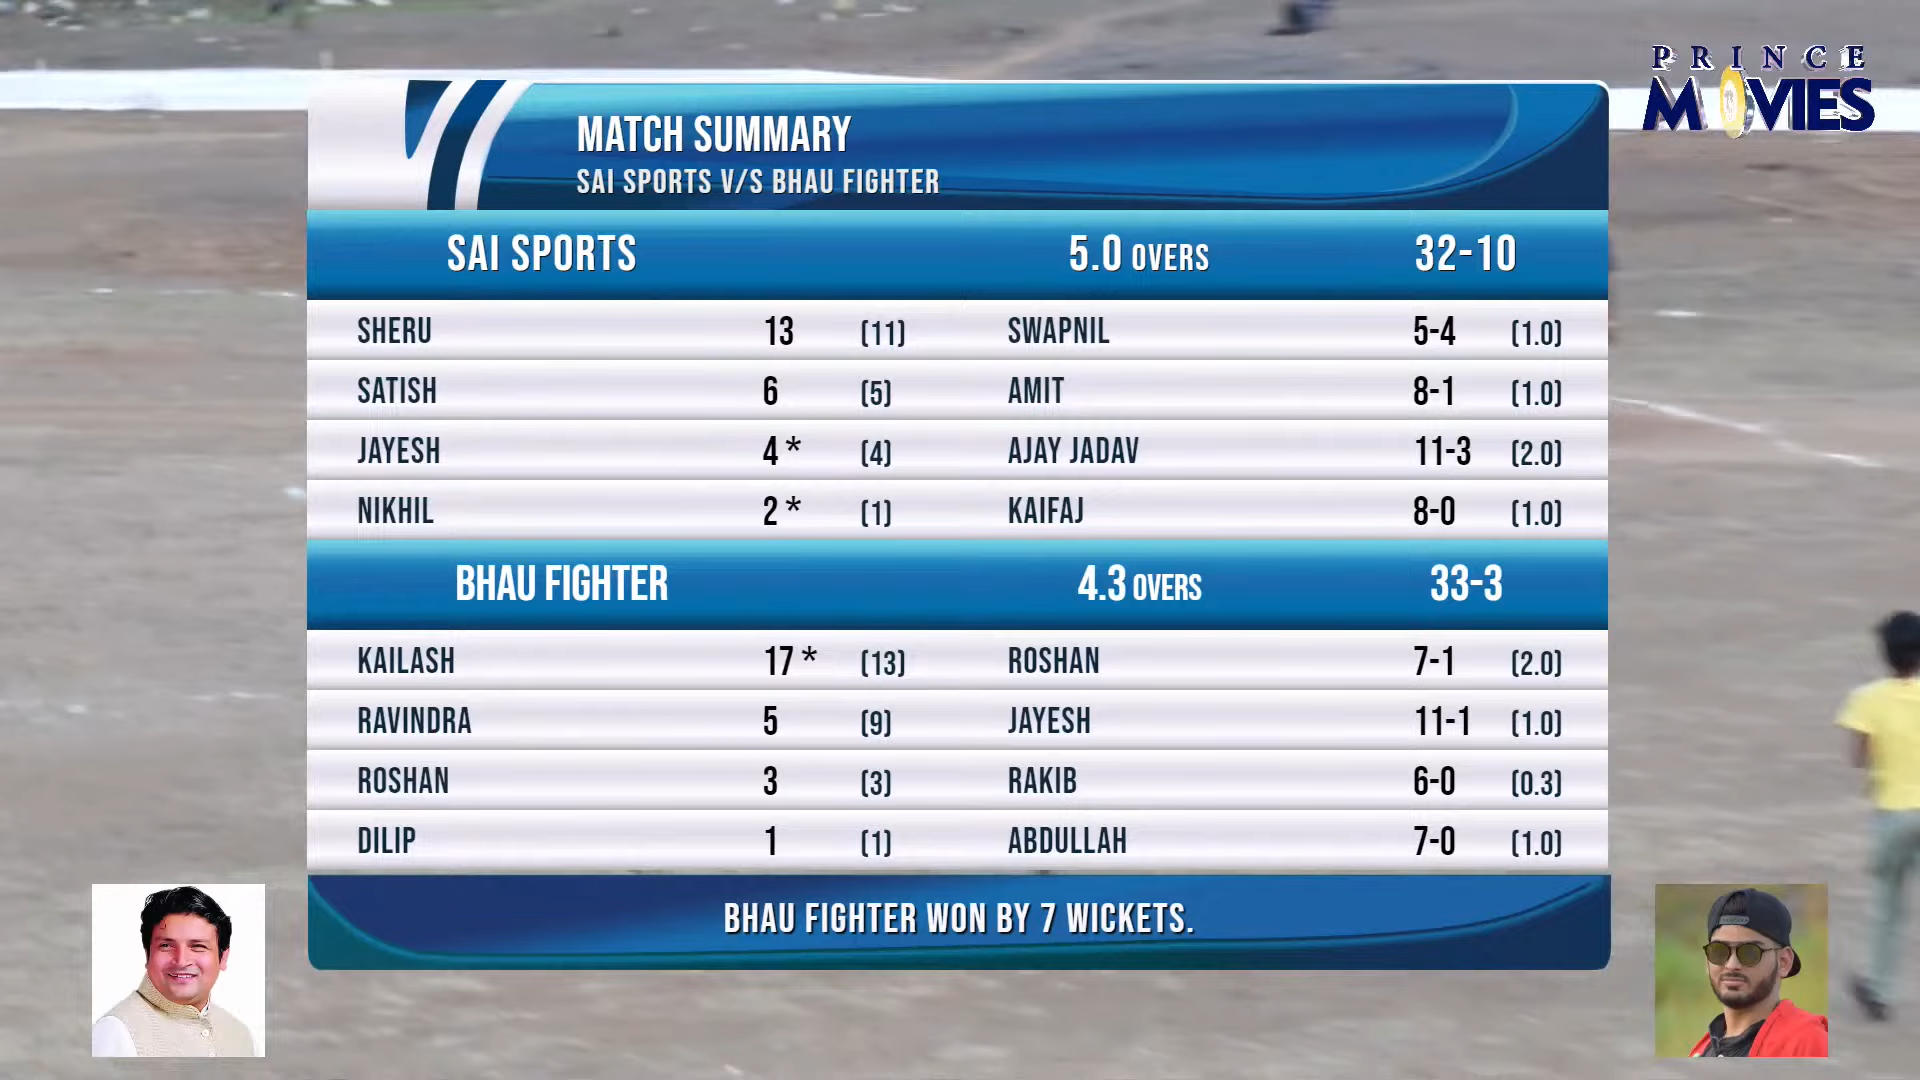 PRINCE
MOVIES
MATCH SUMMARY
SAI SPORTS V/S BHAU FIGHTER
SAI SPORTS 5.0 OVERS 32-10
SHERU 13 (11) SWAPNIL 5-4 (1.0)
SATISH 6 (5) AMIT 8-1 (1.0)
JAYESH 4 * (4) AJAY JADAV 11-3 (2.0)
NIKHIL 2 * (1) KAIFAJ 8-0 (1.0)
BHAU FIGHTER 4.3 OVERS 33-3
KAILASH 17 * (13) ROSHAN 7-1 (2.0)
RAVINDRA 5 (9) JAYESH 11-1 (1.0)
ROSHAN 3 (3) RAKIB 6-0 (0.3)
DILIP 1 (1) ABDULLAH 7-0 (1.0)
BHAU FIGHTER WON BY 7 WICKETS.